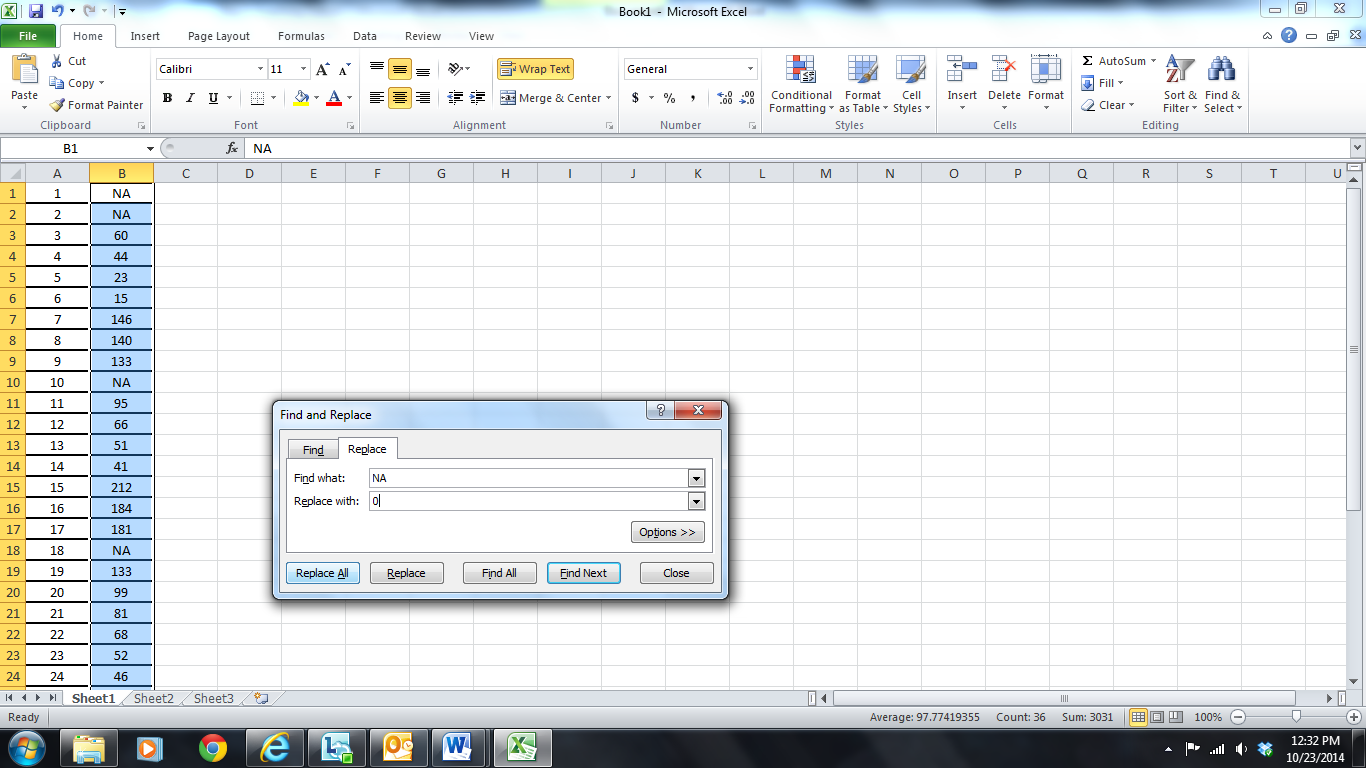 Book1 - Microsoft Excel
File Home Insert Page Layout Formulas Data Review View
Paste
Cut
Copy
Format Painter
Clipboard
Calibri 11 A A
B I U A
Font
Wrap Text
Merge & Center
Alignment
General
$ % , .0 .00 .00 .0
Number
Conditional Formatting
Format as Table
Cell Styles
Styles
Insert Delete Format
Cells
Σ AutoSum
Fill
Clear
Sort & Filter
Find & Select
Editing
B1 fx NA
A B C D E F G H I J K L M N O P Q R S T U
1 1 NA
2 2 NA
3 3 60
4 4 44
5 5 23
6 6 15
7 7 146
8 8 140
9 9 133
10 10 NA
11 11 95
12 12 66
13 13 51
14 14 41
15 15 212
16 16 184
17 17 181
18 18 NA
19 19 133
20 20 99
21 21 81
22 22 68
23 23 52
24 24 46
Find and Replace
Find Replace
Find what: NA
Replace with: 0
Options >>
Replace All Replace Find All Find Next Close
Sheet1 Sheet2 Sheet3
Ready Average: 97.77419355 Count: 36 Sum: 3031 100%
12:32 PM
10/23/2014